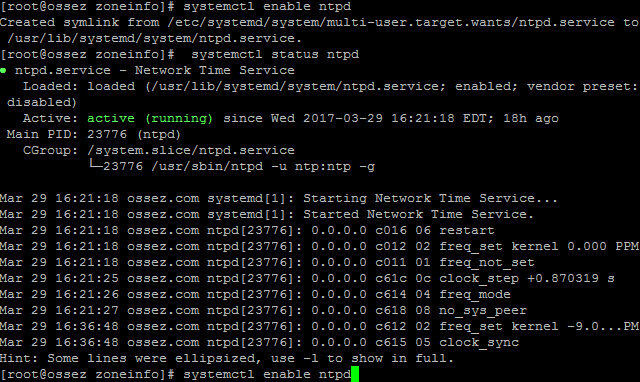 [root@ossez zoneinfo]# systemctl enable ntpd
Created symlink from /etc/systemd/system/multi-user.target.wants/ntpd.service to
/usr/lib/systemd/system/ntpd.service.
[root@ossez zoneinfo]#  systemctl status ntpd
● ntpd.service - Network Time Service
   Loaded: loaded (/usr/lib/systemd/system/ntpd.service; enabled; vendor preset:
 disabled)
   Active: active (running) since Wed 2017-03-29 16:21:18 EDT; 18h ago
 Main PID: 23776 (ntpd)
   CGroup: /system.slice/ntpd.service
           └─23776 /usr/sbin/ntpd -u ntp:ntp -g
Mar 29 16:21:18 ossez.com systemd[1]: Starting Network Time Service...
Mar 29 16:21:18 ossez.com systemd[1]: Started Network Time Service.
Mar 29 16:21:18 ossez.com ntpd[23776]: 0.0.0.0 c016 06 restart
Mar 29 16:21:18 ossez.com ntpd[23776]: 0.0.0.0 c012 02 freq_set kernel 0.000 PPM
Mar 29 16:21:18 ossez.com ntpd[23776]: 0.0.0.0 c011 01 freq_not_set
Mar 29 16:21:25 ossez.com ntpd[23776]: 0.0.0.0 c61c 0c clock_step +0.870319 s
Mar 29 16:21:26 ossez.com ntpd[23776]: 0.0.0.0 c614 04 freq_mode
Mar 29 16:21:27 ossez.com ntpd[23776]: 0.0.0.0 c618 08 no_sys_peer
Mar 29 16:36:48 ossez.com ntpd[23776]: 0.0.0.0 c612 02 freq_set kernel -9.0...PM
Mar 29 16:36:48 ossez.com ntpd[23776]: 0.0.0.0 c615 05 clock_sync
Hint: Some lines were ellipsized, use -l to show in full.
[root@ossez zoneinfo]# systemctl enable ntpd